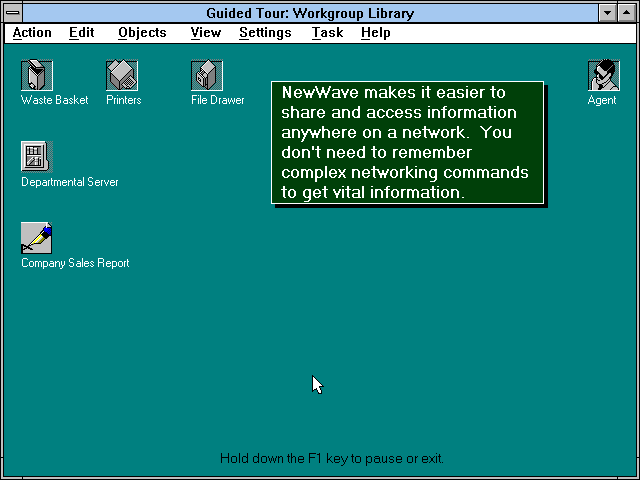 Guided Tour: Workgroup Library
Action Edit Objects View Settings Task Help
Waste Basket
Printers
File Drawer
Agent
NewWave makes it easier to
share and access information
anywhere on a network. You
don't need to remember
complex networking commands
to get vital information.
Departmental Server
Company Sales Report
Hold down the F1 key to pause or exit.